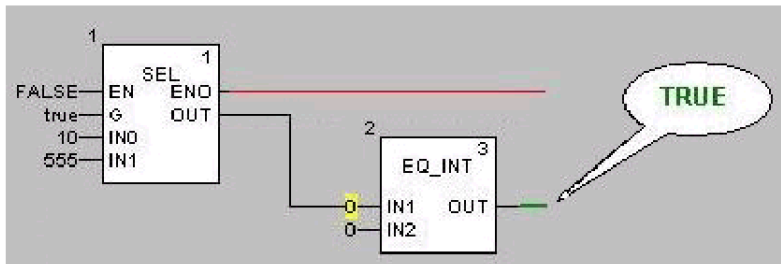 1
1
SEL
FALSE EN ENO
true G OUT
10 IN0
555 IN1
TRUE
2
3
EQ_INT
0 IN1 OUT
0 IN2